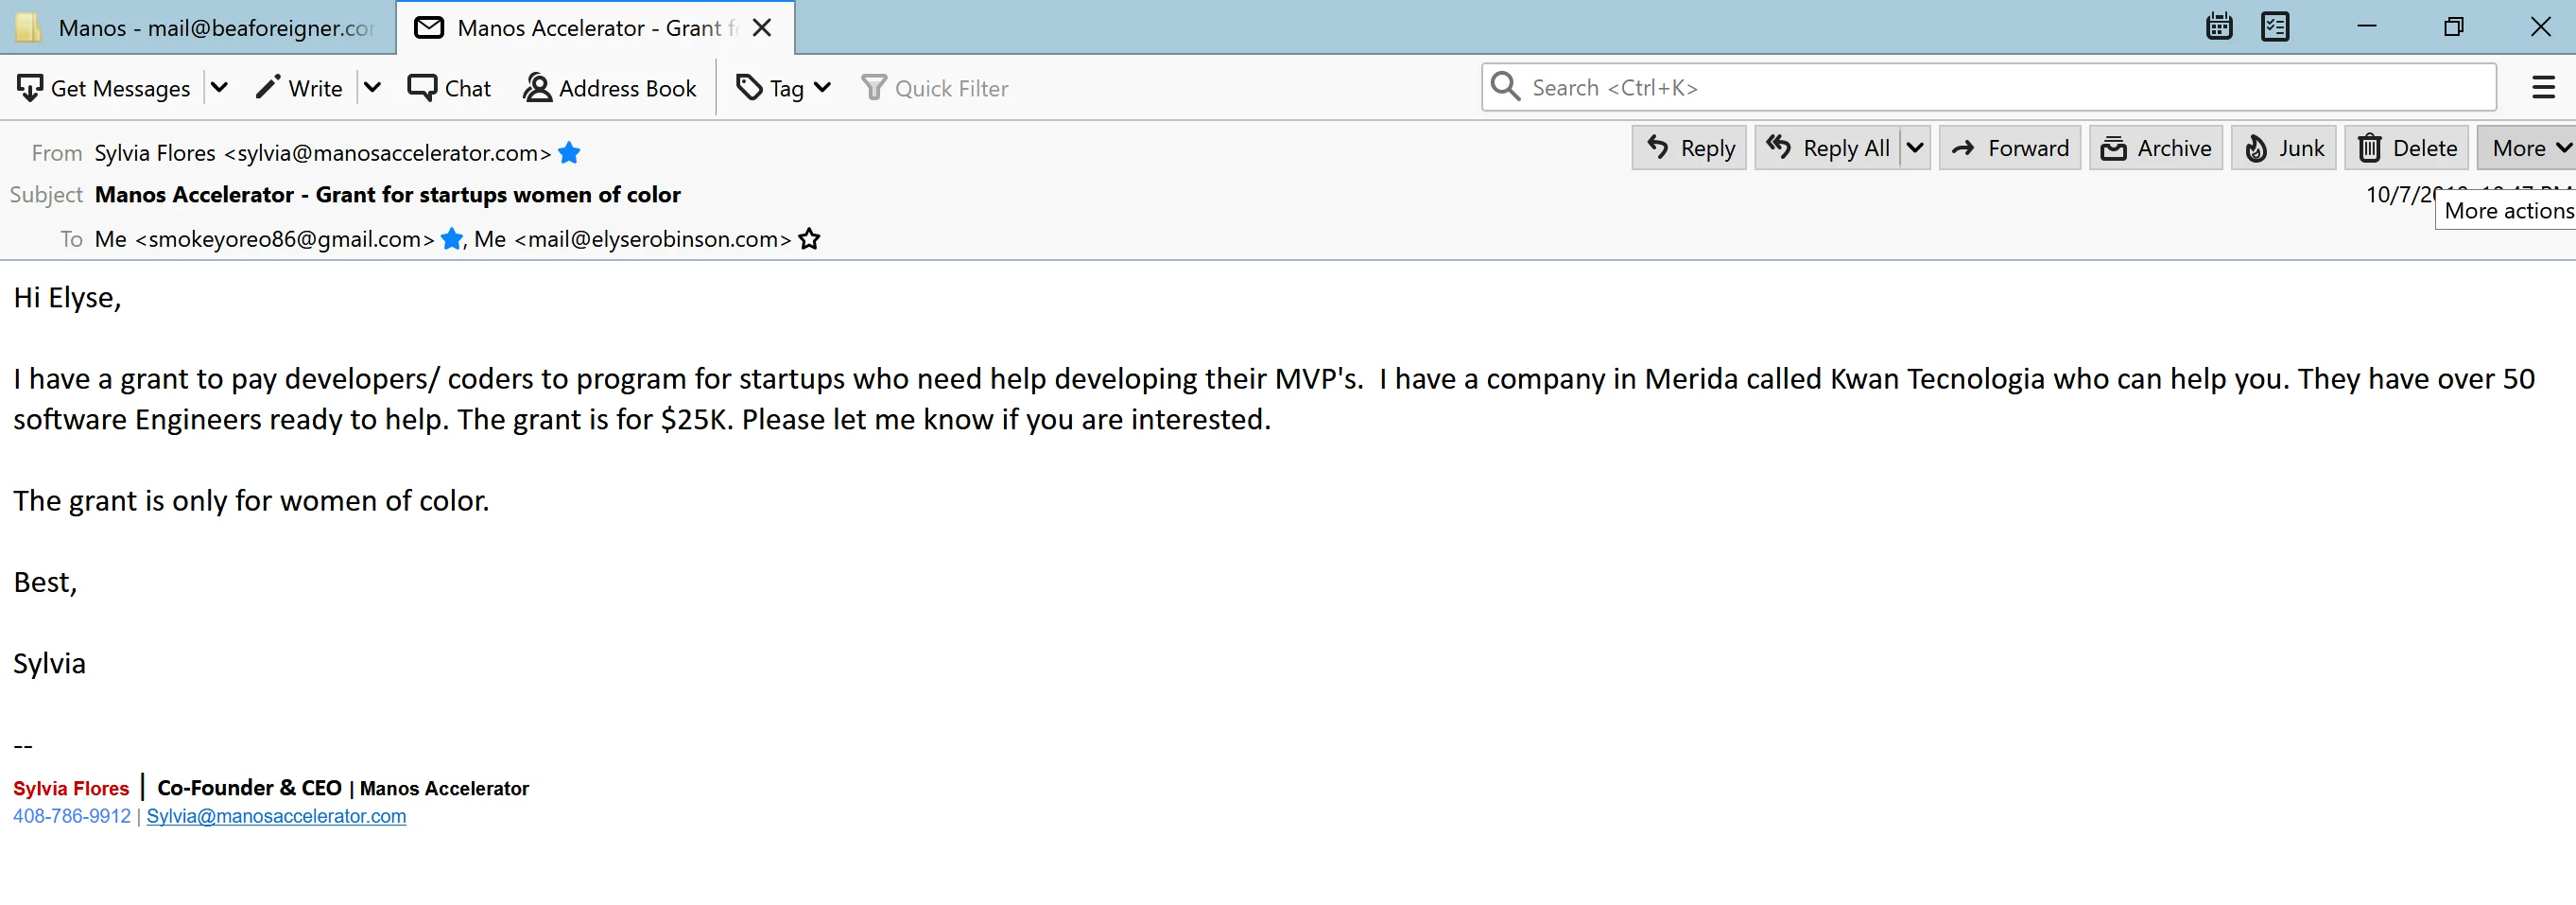 Manos - mail@beaforeigner.co
Manos Accelerator - Grant f
Get Messages
Write
Chat
Address Book
Tag
Quick Filter
Search <Ctrl+K>
From Sylvia Flores <sylvia@manosaccelerator.com>
Reply
Reply All
Forward
Archive
Junk
Delete
More
Subject Manos Accelerator - Grant for startups women of color
10/7/2
More actions
To Me <smokeyoreo86@gmail.com>, Me <mail@elyserobinson.com>
Hi Elyse,
I have a grant to pay developers/ coders to program for startups who need help developing their MVP's.  I have a company in Merida called Kwan Tecnologia who can help you. They have over 50
software Engineers ready to help. The grant is for $25K. Please let me know if you are interested.
The grant is only for women of color.
Best,
Sylvia
--
Sylvia Flores | Co-Founder & CEO | Manos Accelerator
408-786-9912 | Sylvia@manosaccelerator.com